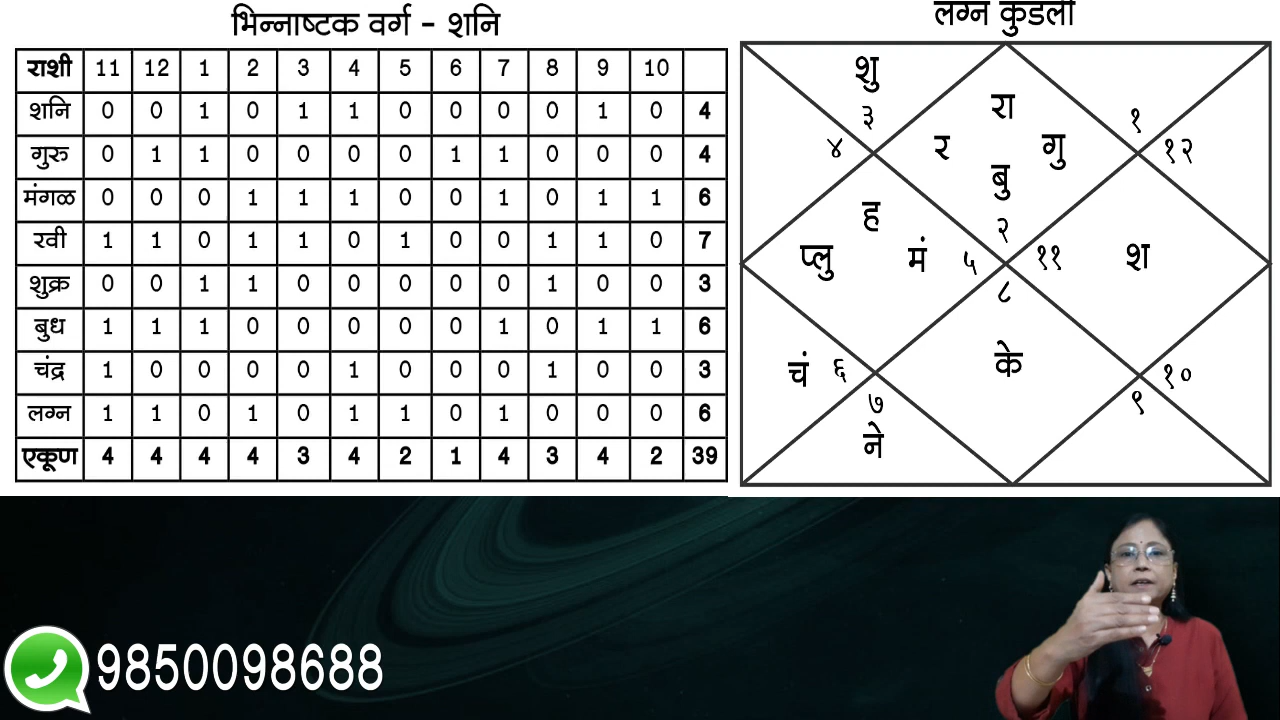 भिन्नाष्टक वर्ग - शनि
राशी 11 12 1 2 3 4 5 6 7 8 9 10
शनि 0 0 1 0 1 1 0 0 0 0 1 0 4
गुरु 0 1 1 0 0 0 0 1 1 0 0 0 4
मंगळ 0 0 0 1 1 1 0 0 1 0 1 1 6
रवी 1 1 0 1 1 0 1 0 0 1 1 0 7
शुक्र 0 0 1 1 0 0 0 0 0 1 0 0 3
बुध 1 1 1 0 0 0 0 0 1 0 1 1 6
चंद्र 1 0 0 0 0 1 0 0 0 1 0 0 3
लग्न 1 1 0 1 0 1 1 0 1 0 0 0 6
एकूण 4 4 4 4 3 4 2 1 4 3 4 2 39
लग्न कुंडली
शु
३
रा
र गु
बु
२
१
१२
४
ह
प्लु मं ५
११ श
८
के
चं ६
७
ने
१०
९
9850098688